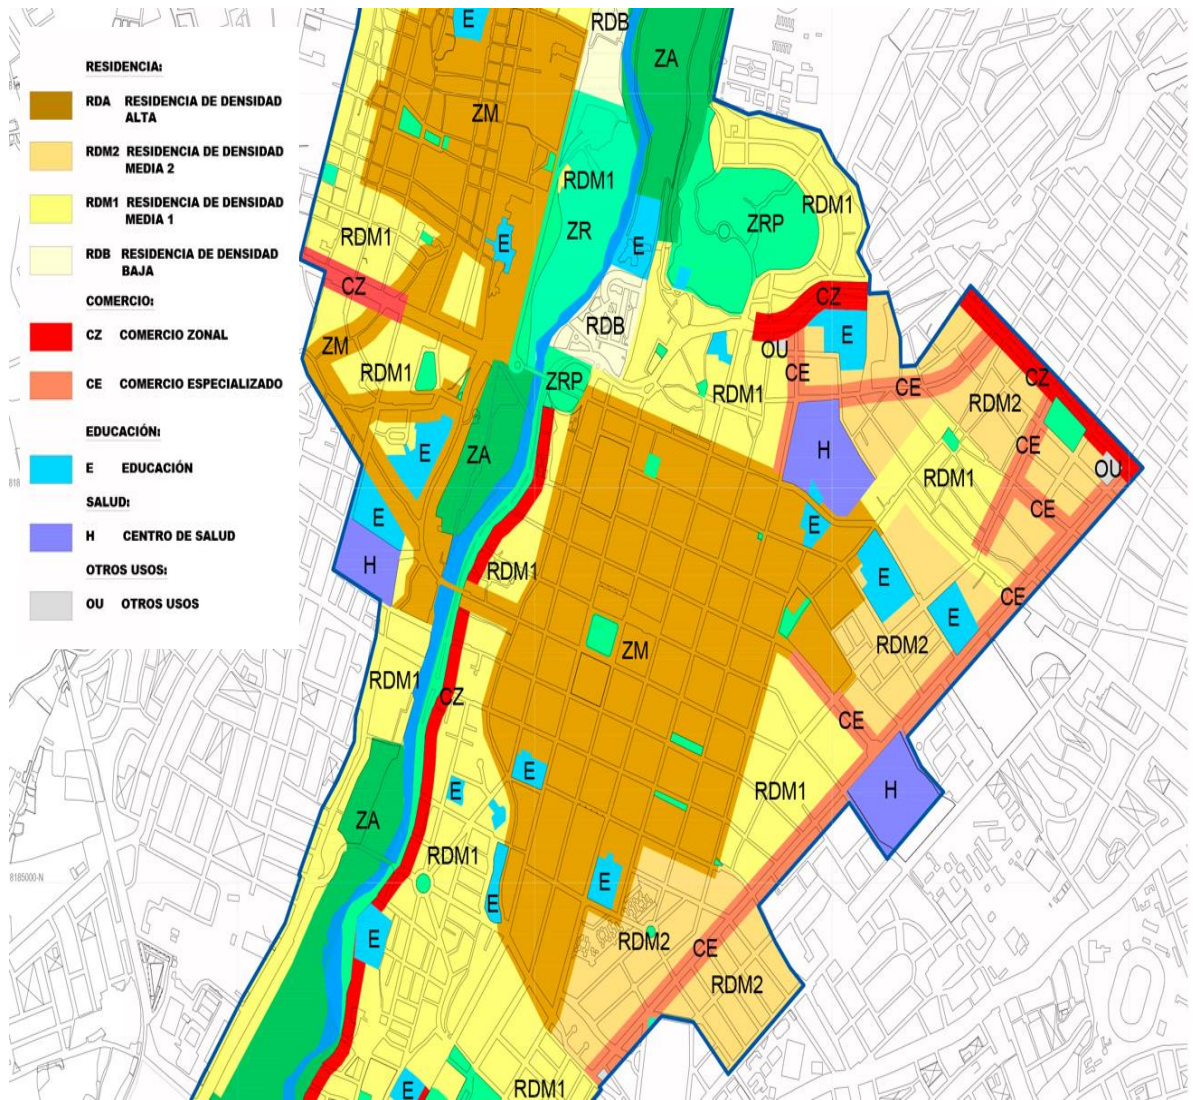 RESIDENCIA:
RDA RESIDENCIA DE DENSIDAD
ALTA
RDM2 RESIDENCIA DE DENSIDAD
MEDIA 2
RDM1 RESIDENCIA DE DENSIDAD
MEDIA 1
RDB RESIDENCIA DE DENSIDAD
BAJA
COMERCIO:
CZ COMERCIO ZONAL
CE COMERCIO ESPECIALIZADO
EDUCACIÓN:
E EDUCACIÓN
SALUD:
H CENTRO DE SALUD
OTROS USOS:
OU OTROS USOS
E
RDB
ZA
ZM
RDM1
ZRP
RDM1
RDM1
E
ZR
E
CZ
CZ
RDB
E
ZM
OU
RDM1
CE
ZRP
CE
CZ
RDM1
RDM2
CE
E
ZA
H
OU
RDM1
CE
E
E
H
RDM1
E
CE
E
RDM2
ZM
RDM1
CZ
CE
E
E
RDM1
H
ZA
RDM1
8185000-N
E
E
E
RDM2
CE
RDM2
E
RDM1